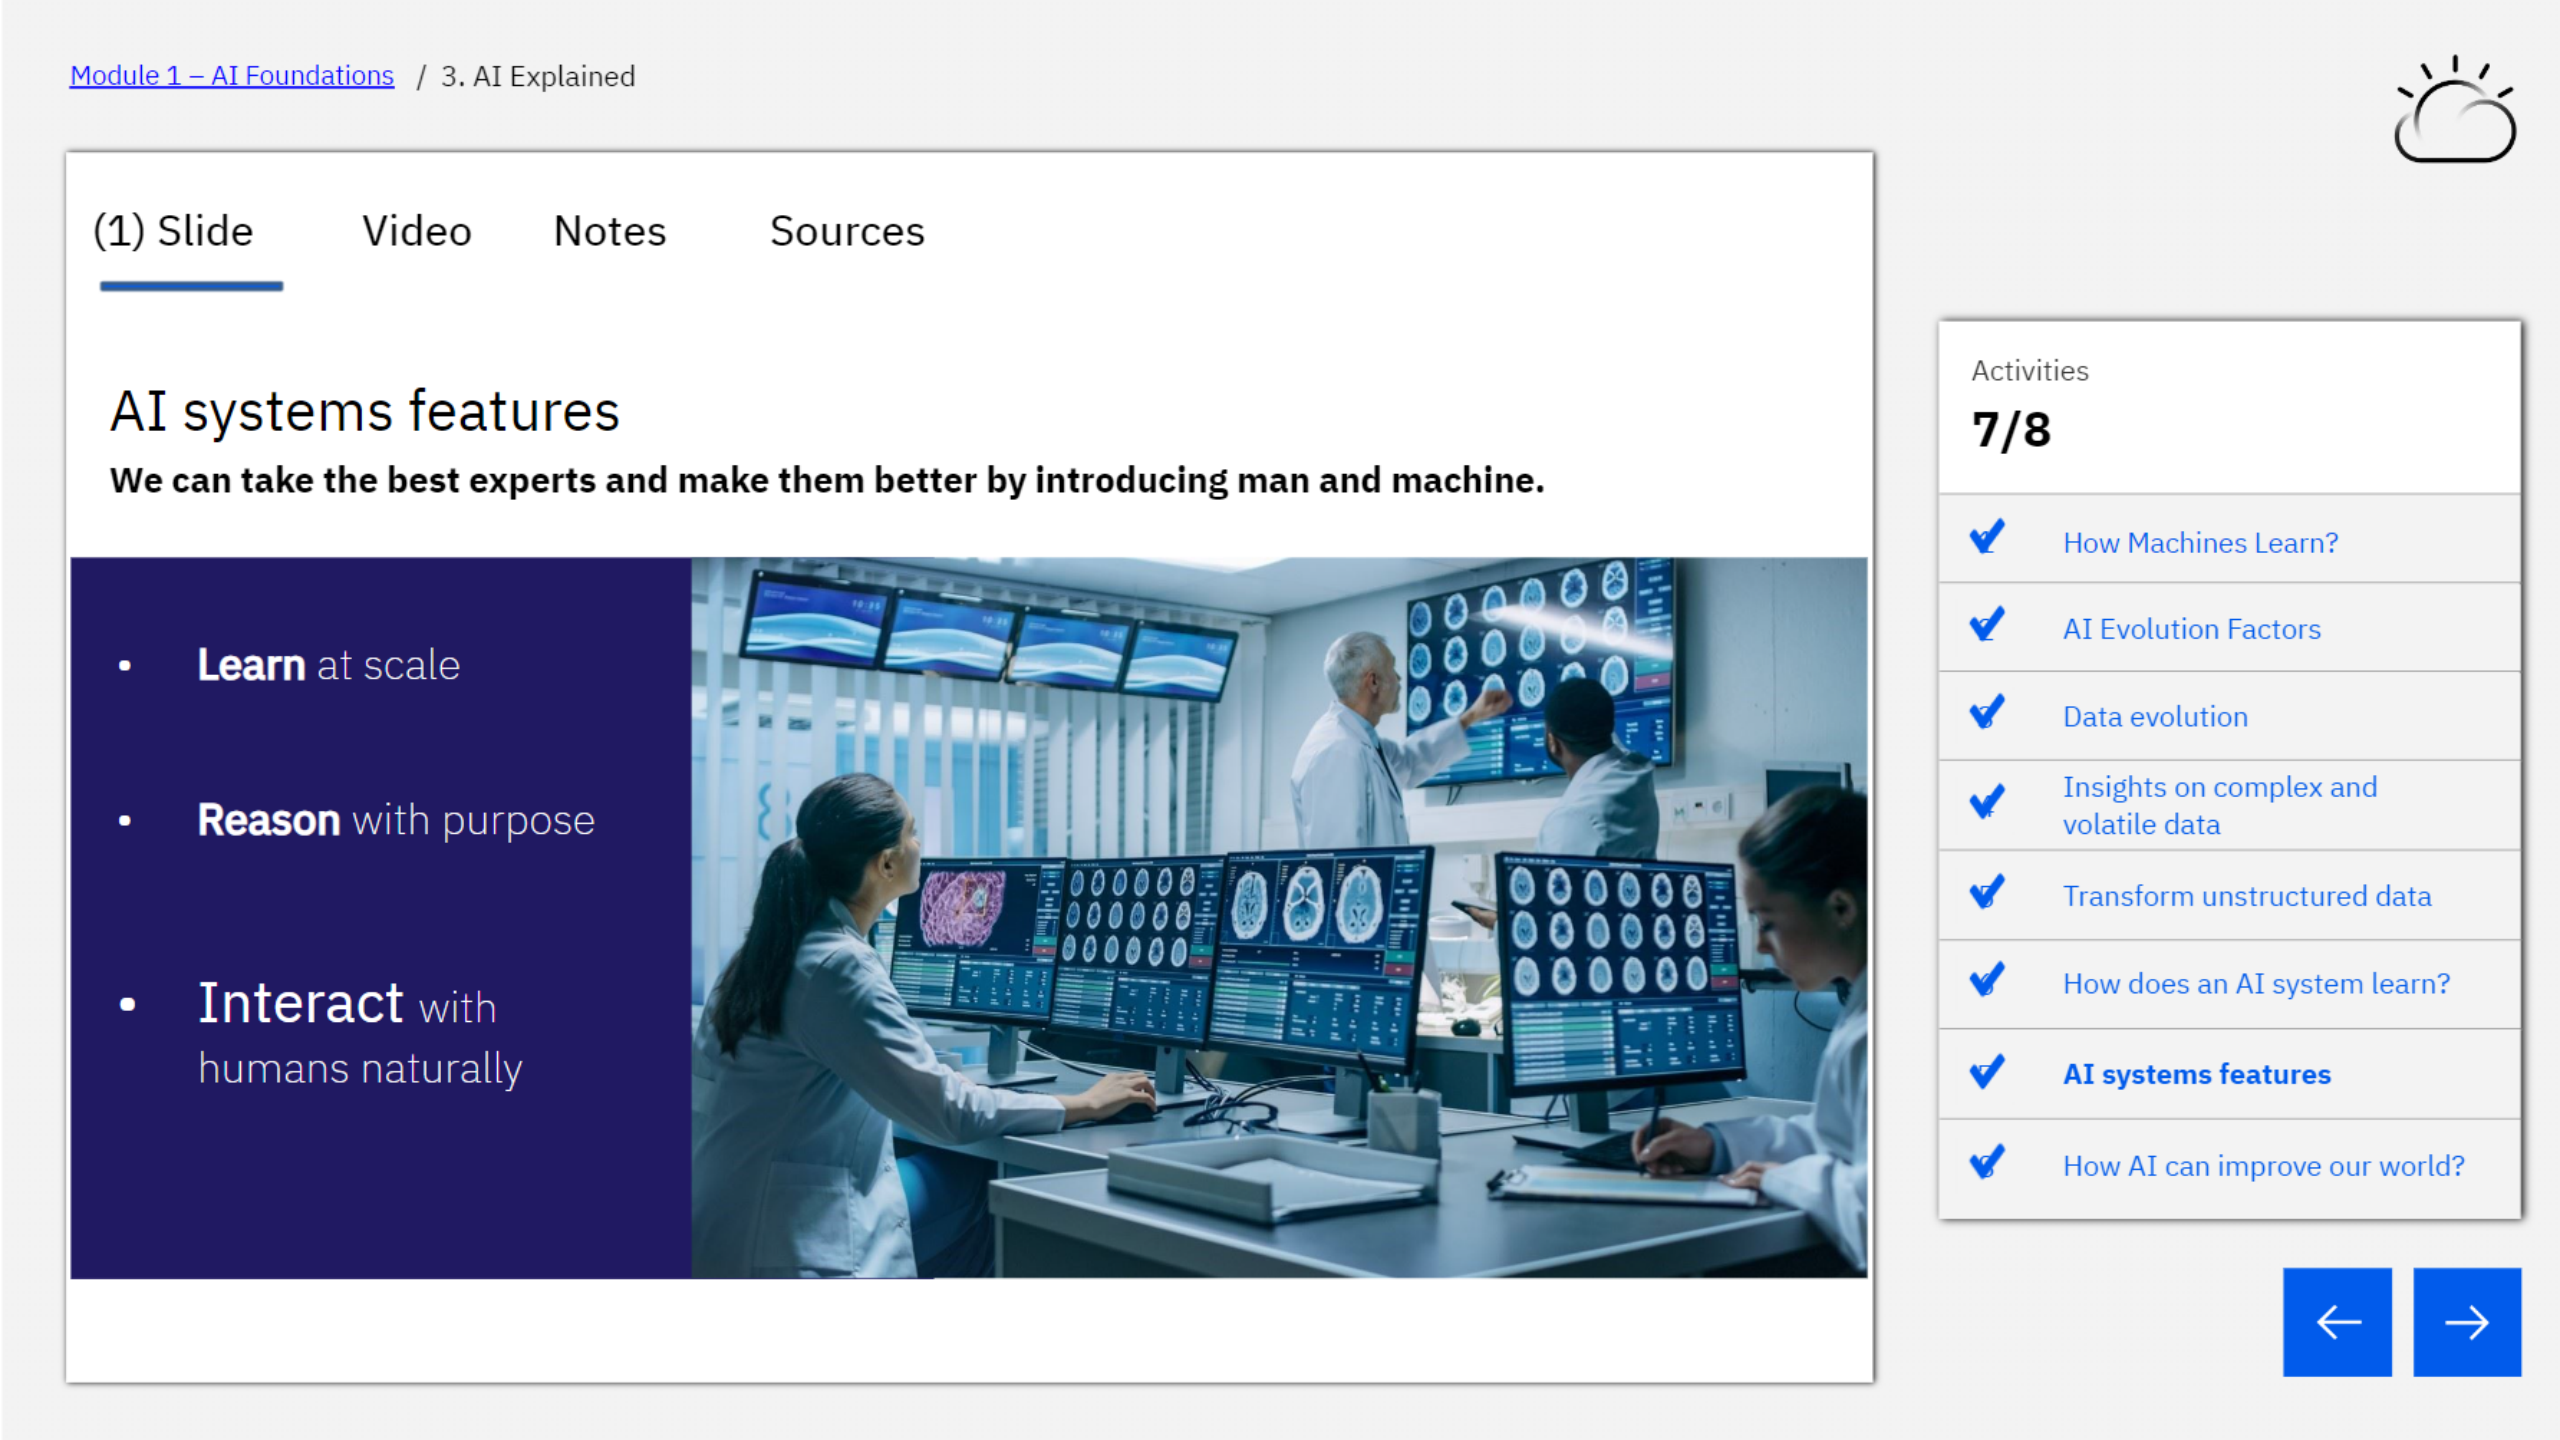 Module 1 – AI Foundations / 3. AI Explained
(1) Slide Video Notes Sources
AI systems features
We can take the best experts and make them better by introducing man and machine.
• Learn at scale
• Reason with purpose
• Interact with
humans naturally
Activities
7/8
How Machines Learn?
AI Evolution Factors
Data evolution
Insights on complex and
volatile data
Transform unstructured data
How does an AI system learn?
AI systems features
How AI can improve our world?